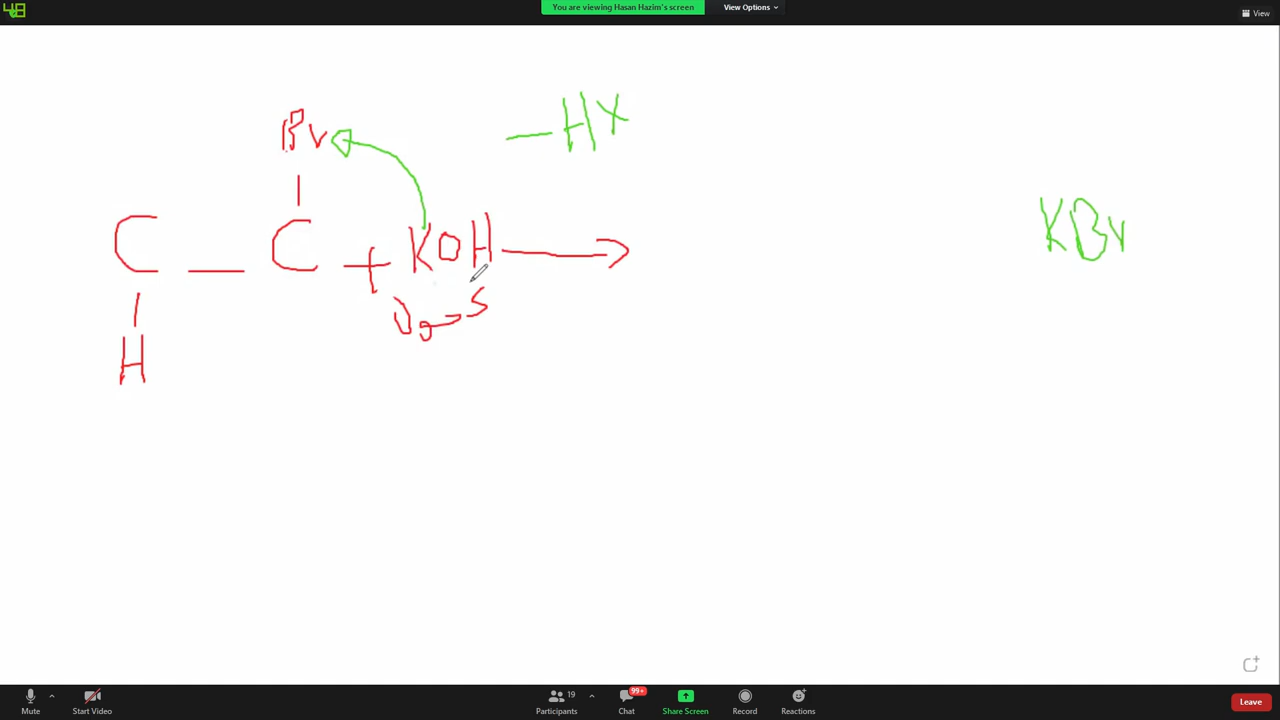 48
You are viewing Hasan Hazim's screen
View Options
View
Br
-HX
C - C + KOH →
KBr
H
Mute
Start Video
Participants
19
Chat
99+
Share Screen
Record
Reactions
Leave